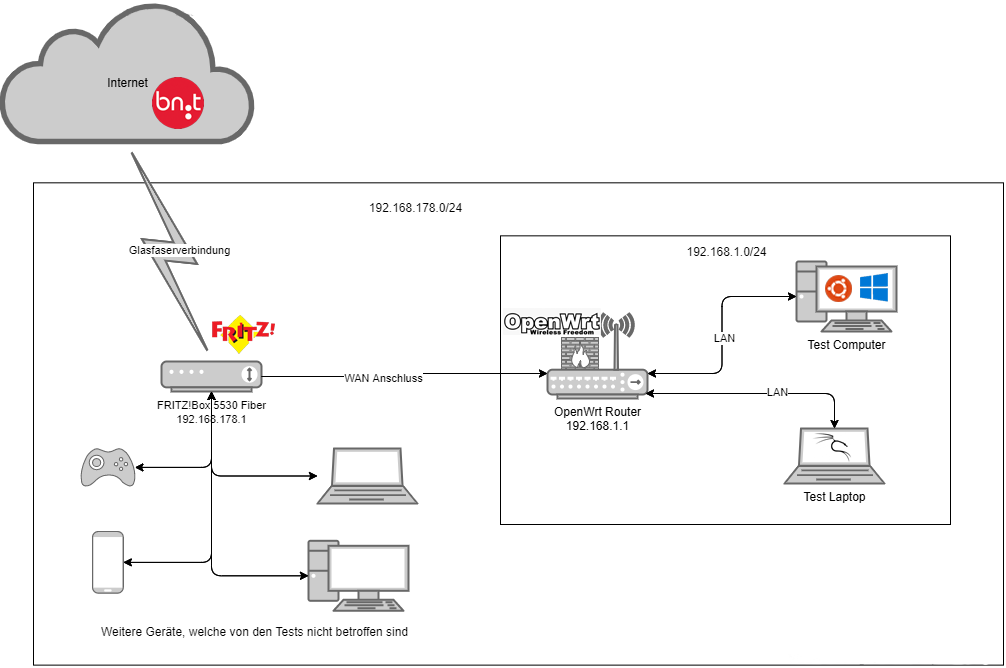 Internet
bn:t
192.168.178.0/24
192.168.1.0/24
Glasfaserverbindung
FRITZ!
OpenWrt
Wireless Freedom
LAN
Test Computer
WAN Anschluss
FRITZ!Box 5530 Fiber
192.168.178.1
OpenWrt Router
192.168.1.1
LAN
Test Laptop
Weitere Geräte, welche von den Tests nicht betroffen sind